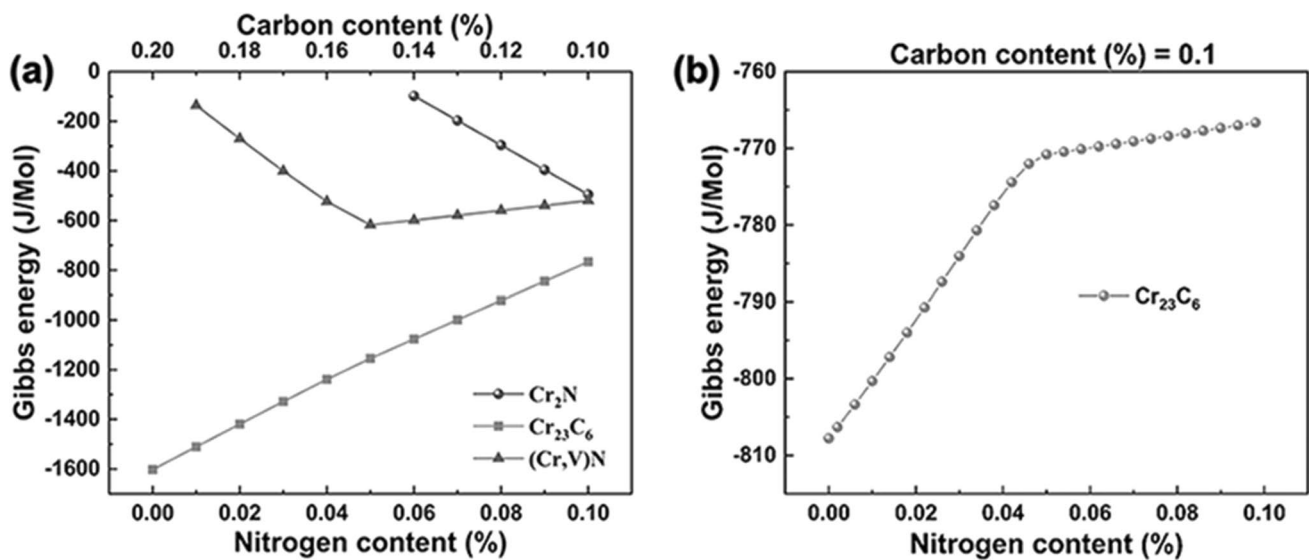 Carbon content (%)
0.20 0.18 0.16 0.14 0.12 0.10
(a)
0
-200
-400
-600
-800
-1000
-1200
-1400
-1600
Gibbs energy (J/Mol)
Cr₂N
Cr₂₃C₆
(Cr,V)N
0.00 0.02 0.04 0.06 0.08 0.10
Nitrogen content (%)
(b)
Carbon content (%) = 0.1
-760
-770
-780
-790
-800
-810
Gibbs energy (J/Mol)
Cr₂₃C₆
0.00 0.02 0.04 0.06 0.08 0.10
Nitrogen content (%)